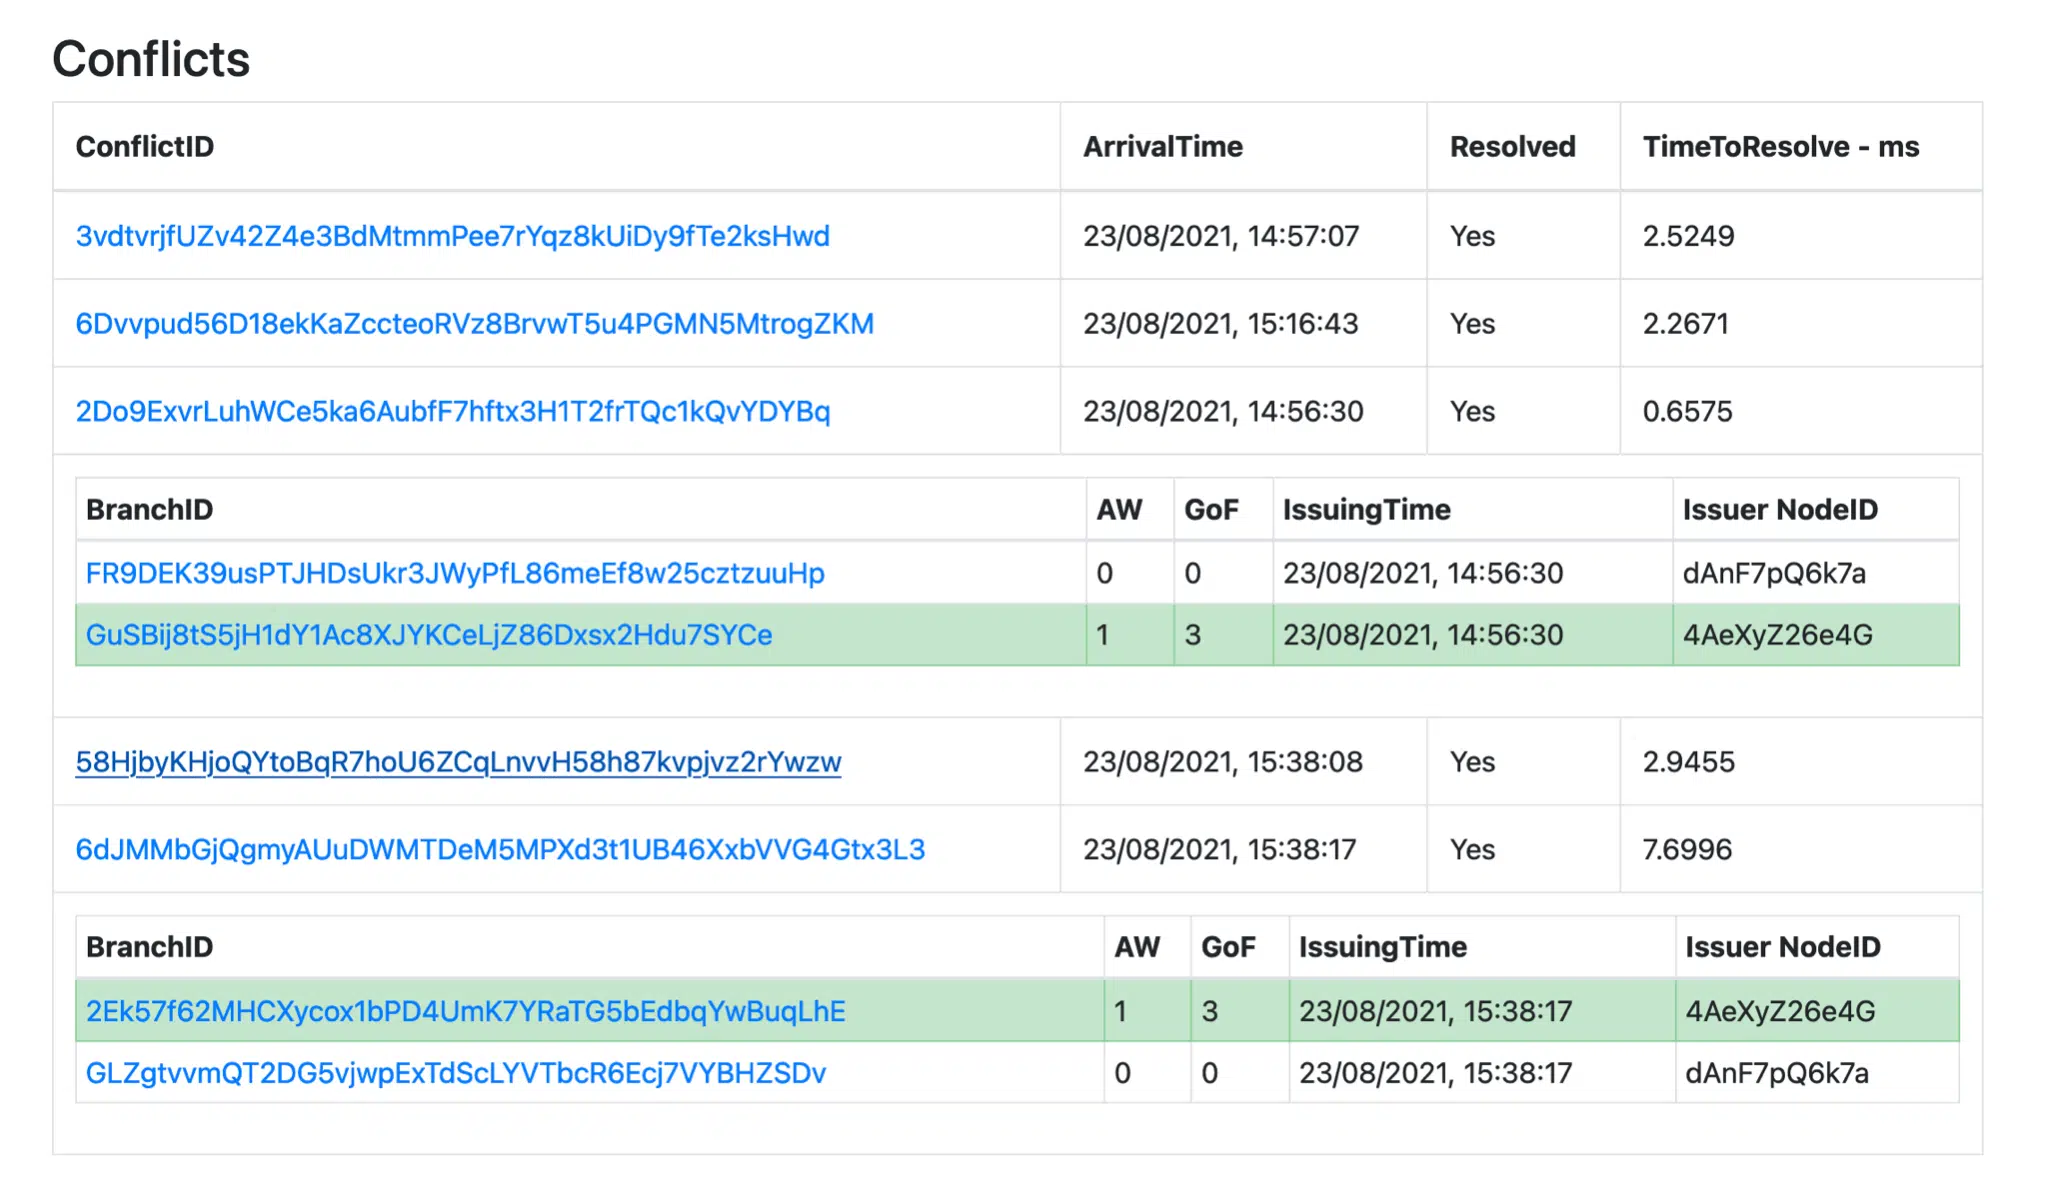 Conflicts
ConflictID ArrivalTime Resolved TimeToResolve - ms
3vdtvrjfUZv42Z4e3BdMtmmPee7rYqz8kUiDy9fTe2ksHwd 23/08/2021, 14:57:07 Yes 2.5249
6Dvvpud56D18ekKaZccteoRVz8BrvwT5u4PGMN5MtrogZKM 23/08/2021, 15:16:43 Yes 2.2671
2Do9ExvrLuhWCe5ka6AubfF7hftx3H1T2frTQc1kQvYDYBq 23/08/2021, 14:56:30 Yes 0.6575
BranchID AW GoF IssuingTime Issuer NodeID
FR9DEK39usPTJHDsUkr3JWyPfL86meEf8w25cztzuuHp 0 0 23/08/2021, 14:56:30 dAnF7pQ6k7a
GuSBij8tS5jH1dY1Ac8XJYKCeLjZ86Dxsx2Hdu7SYCe 1 3 23/08/2021, 14:56:30 4AeXyZ26e4G
58HjbyKHjoQYtoBqR7hoU6ZCqLnvvH58h87kvpjvz2rYwzw 23/08/2021, 15:38:08 Yes 2.9455
6dJMMbGjQgmyAUuDWMTDeM5MPXd3t1UB46XxbVVG4Gtx3L3 23/08/2021, 15:38:17 Yes 7.6996
BranchID AW GoF IssuingTime Issuer NodeID
2Ek57f62MHCXycox1bPD4UmK7YRaTG5bEdbqYwBuqLhE 1 3 23/08/2021, 15:38:17 4AeXyZ26e4G
GLZgtvvmQT2DG5vjwpExTdScLYVTbcR6Ecj7VYBHZSDv 0 0 23/08/2021, 15:38:17 dAnF7pQ6k7a